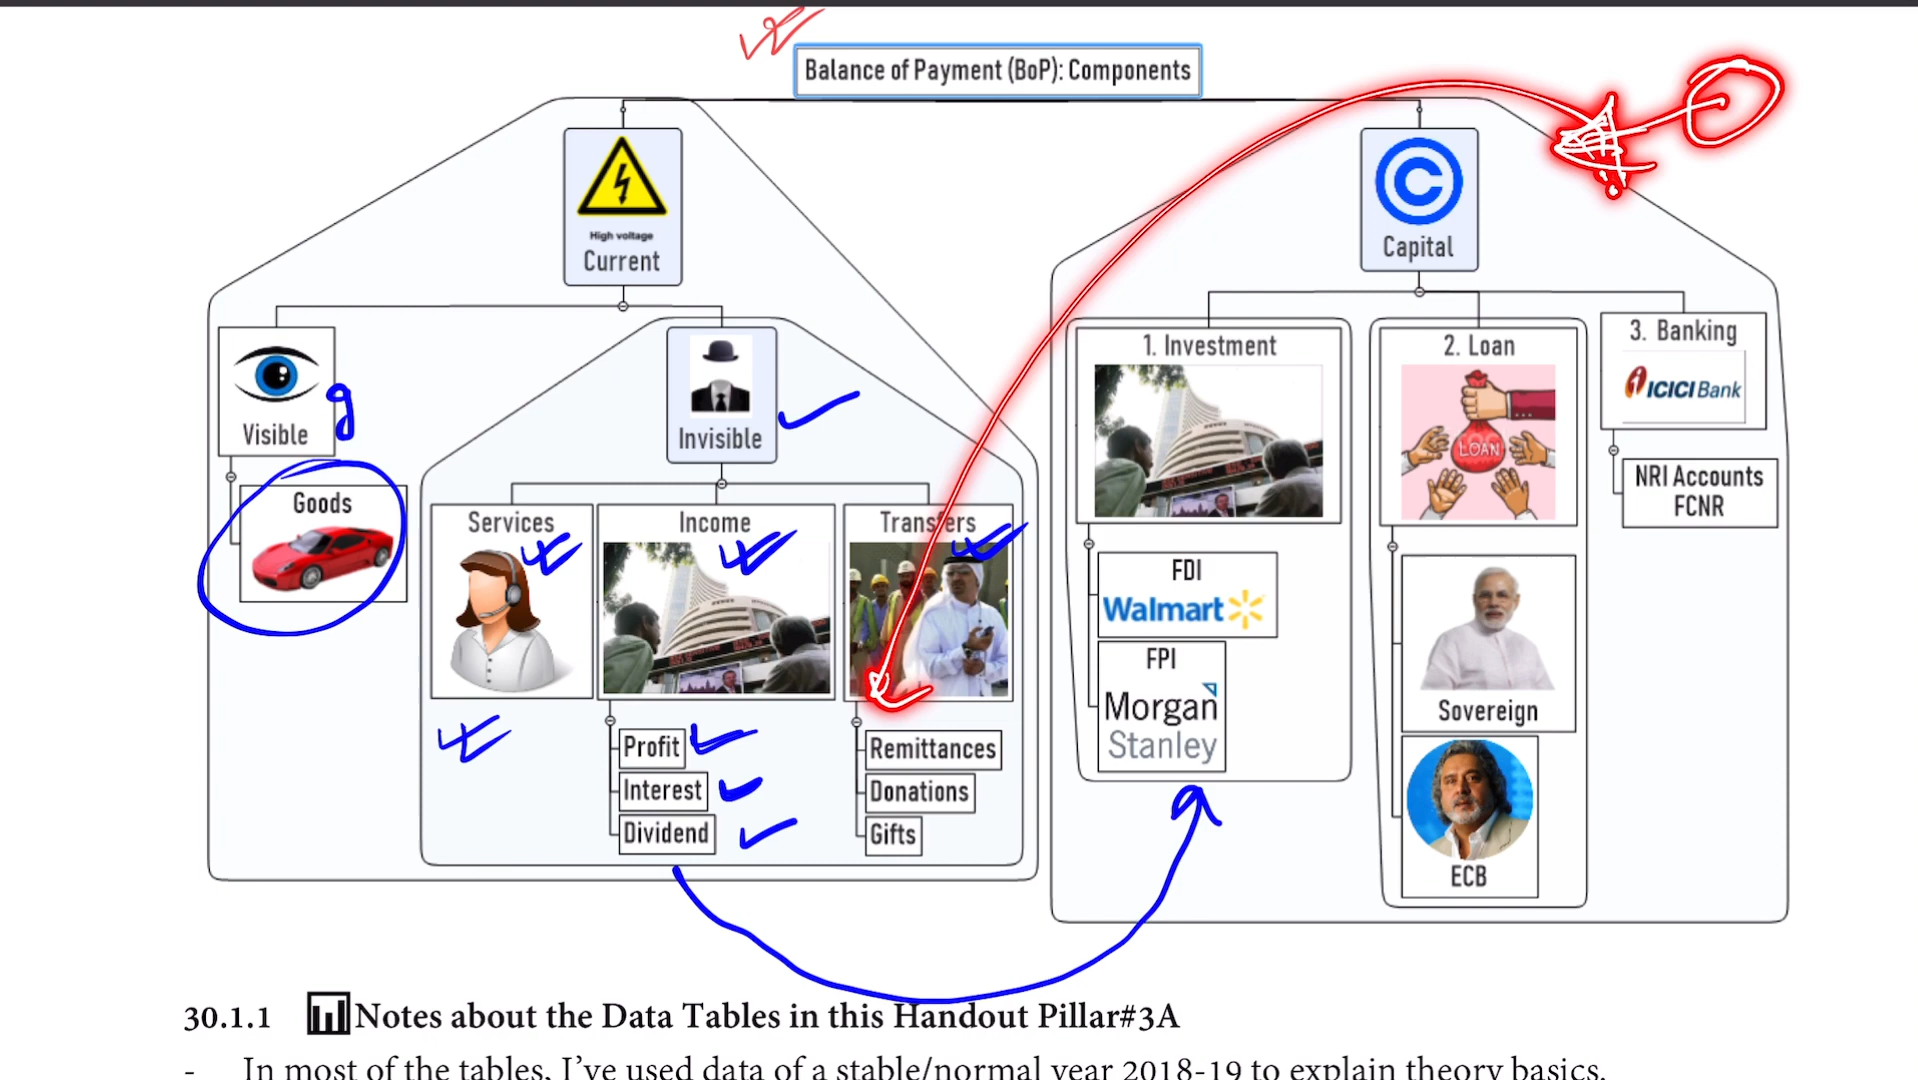 Balance of Payment (BoP): Components
High voltage
Current
Capital
Visible
Goods
Invisible
Services
Income
Profit
Interest
Dividend
Transfers
Remittances
Donations
Gifts
1. Investment
FDI
Walmart
FPI
Morgan
Stanley
2. Loan
LOAN
Sovereign
ECB
3. Banking
ICICI Bank
NRI Accounts
FCNR
30.1.1 Notes about the Data Tables in this Handout Pillar#3A
- In most of the tables, I've used data of a stable/normal year 2018-19 to explain theory basics.